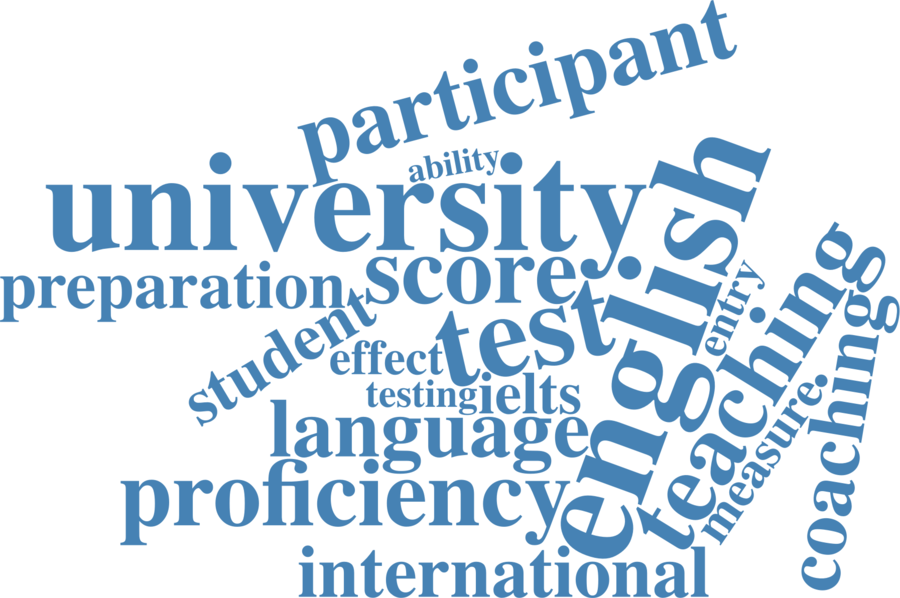 participant
ability
university
english
preparation
score
entry
student
test
teaching
effect
coaching
testing
ielts
measure
language
proficiency
international